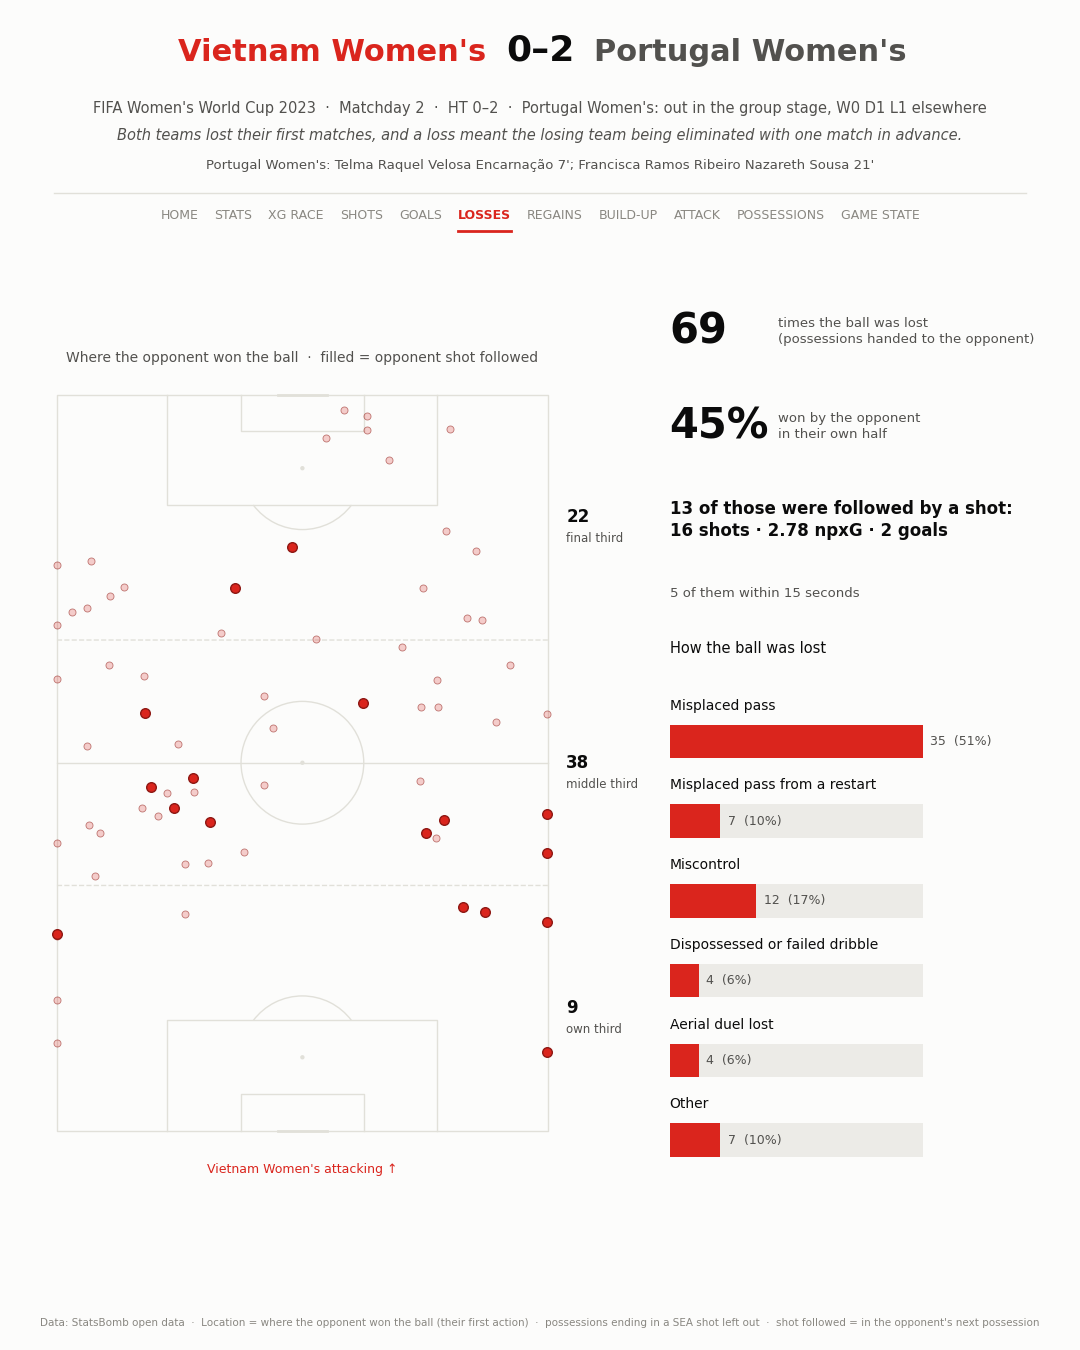 Vietnam Women's 0–2 Portugal Women's
FIFA Women's World Cup 2023 · Matchday 2 · HT 0–2 · Portugal Women's: out in the group stage, W0 D1 L1 elsewhere
Both teams lost their first matches, and a loss meant the losing team being eliminated with one match in advance.
Portugal Women's: Telma Raquel Velosa Encarnação 7'; Francisca Ramos Ribeiro Nazareth Sousa 21'
HOME STATS XG RACE SHOTS GOALS LOSSES REGAINS BUILD-UP ATTACK POSSESSIONS GAME STATE
Where the opponent won the ball · filled = opponent shot followed
22
final third
38
middle third
9
own third
Vietnam Women's attacking ↑
69
times the ball was lost
(possessions handed to the opponent)
45%
won by the opponent
in their own half
13 of those were followed by a shot:
16 shots · 2.78 npxG · 2 goals
5 of them within 15 seconds
How the ball was lost
Misplaced pass
35 (51%)
Misplaced pass from a restart
7 (10%)
Miscontrol
12 (17%)
Dispossessed or failed dribble
4 (6%)
Aerial duel lost
4 (6%)
Other
7 (10%)
Data: StatsBomb open data · Location = where the opponent won the ball (their first action) · possessions ending in a SEA shot left out · shot followed = in the opponent's next possession